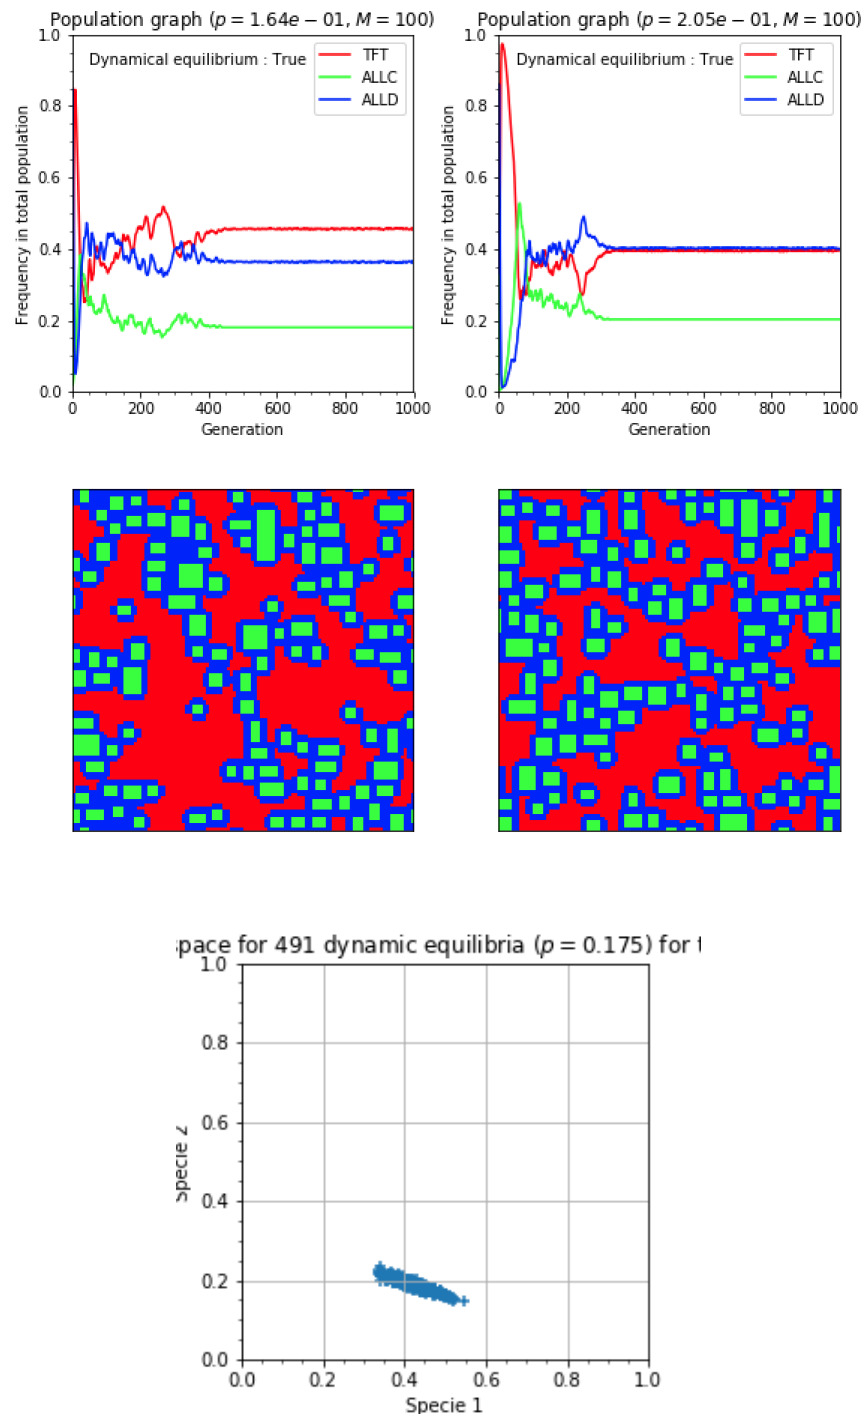 Population graph (p = 1.64e − 01, M = 100)
Dynamical equilibrium : True
TFT
ALLC
ALLD
Frequency in total population
1.0
0.8
0.6
0.4
0.2
0.0
0 200 400 600 800 1000
Generation
Population graph (p = 2.05e − 01, M = 100)
Dynamical equilibrium : True
TFT
ALLC
ALLD
Frequency in total population
1.0
0.8
0.6
0.4
0.2
0.0
0 200 400 600 800 1000
Generation
space for 491 dynamic equilibria (p = 0.175) for
Specie 2
1.0
0.8
0.6
0.4
0.2
0.0
0.0 0.2 0.4 0.6 0.8 1.0
Specie 1